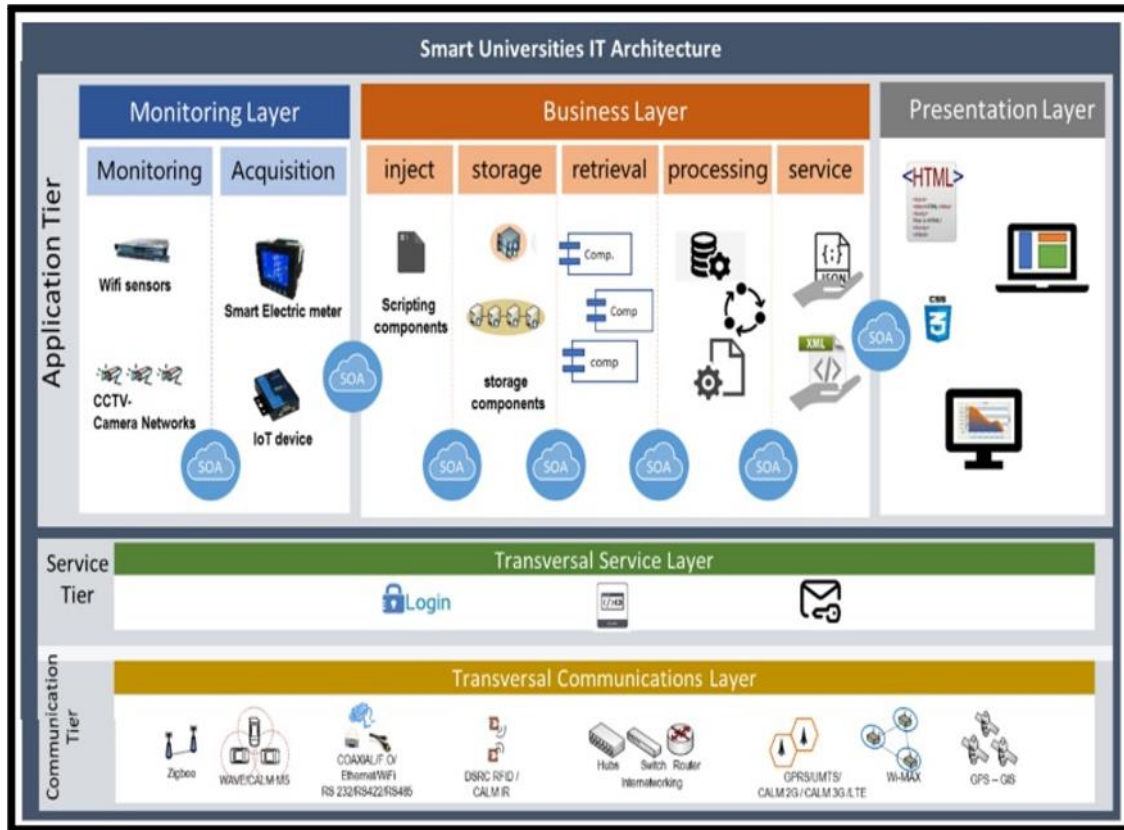 Smart Universities IT Architecture
Application Tier
Monitoring Layer
Monitoring
Acquisition
Wifi sensors
Smart Electric meter
CCTV-
Camera Networks
IoT device
SOA
SOA
Business Layer
inject
storage
retrieval
processing
service
Scripting
components
storage
components
Comp.
Comp
comp
{;}
JSON
XML
</>
SOA
SOA
SOA
SOA
SOA
Presentation Layer
<HTML>
CSS
3
Service
Tier
Transversal Service Layer
Login
Communication
Tier
Transversal Communications Layer
Zigbee
WAVE/CALM M5
COAXIAL/F.O/
Ethernet/WiFi
RS 232/RS422/RS485
DSRC RFID /
CALM IR
Hubs
Switch
Router
Internetworking
GPRS/UMTS/
CALM 2G / CALM 3G /LTE
Wi-MAX
GPS – GIS